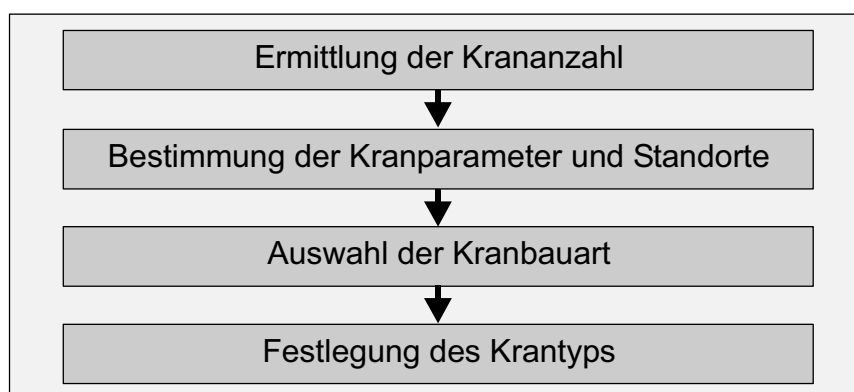 Ermittlung der Krananzahl
Bestimmung der Kranparameter und Standorte
Auswahl der Kranbauart
Festlegung des Krantyps